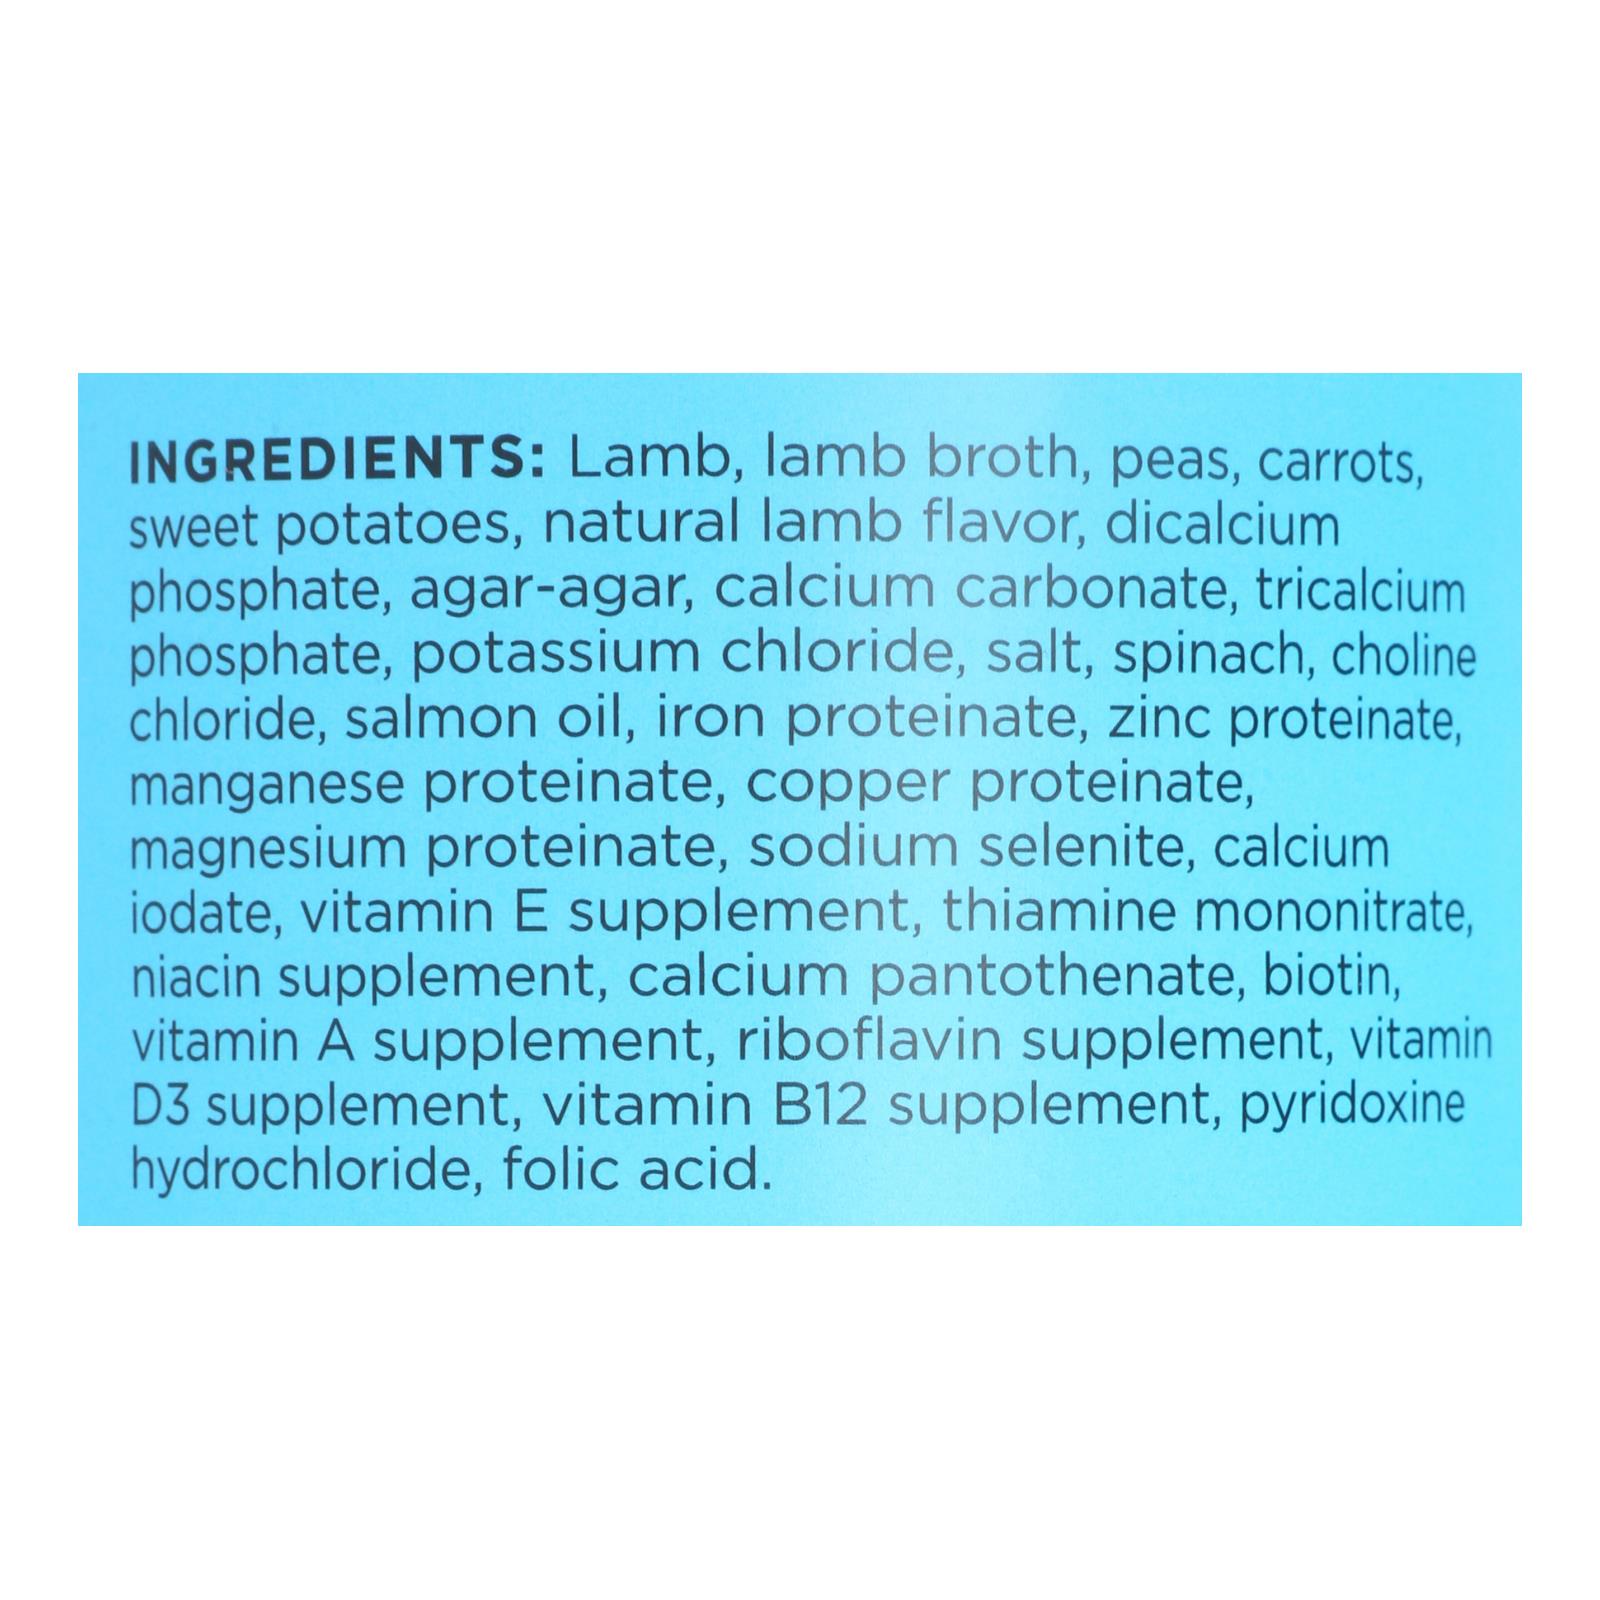 INGREDIENTS: Lamb, lamb broth, peas, carrots,
sweet potatoes, natural lamb flavor, dicalcium
phosphate, agar-agar, calcium carbonate, tricalcium
phosphate, potassium chloride, salt, spinach, choline
chloride, salmon oil, iron proteinate, zinc proteinate,
manganese proteinate, copper proteinate,
magnesium proteinate, sodium selenite, calcium
iodate, vitamin E supplement, thiamine mononitrate,
niacin supplement, calcium pantothenate, biotin,
vitamin A supplement, riboflavin supplement, vitamin
D3 supplement, vitamin B12 supplement, pyridoxine
hydrochloride, folic acid.